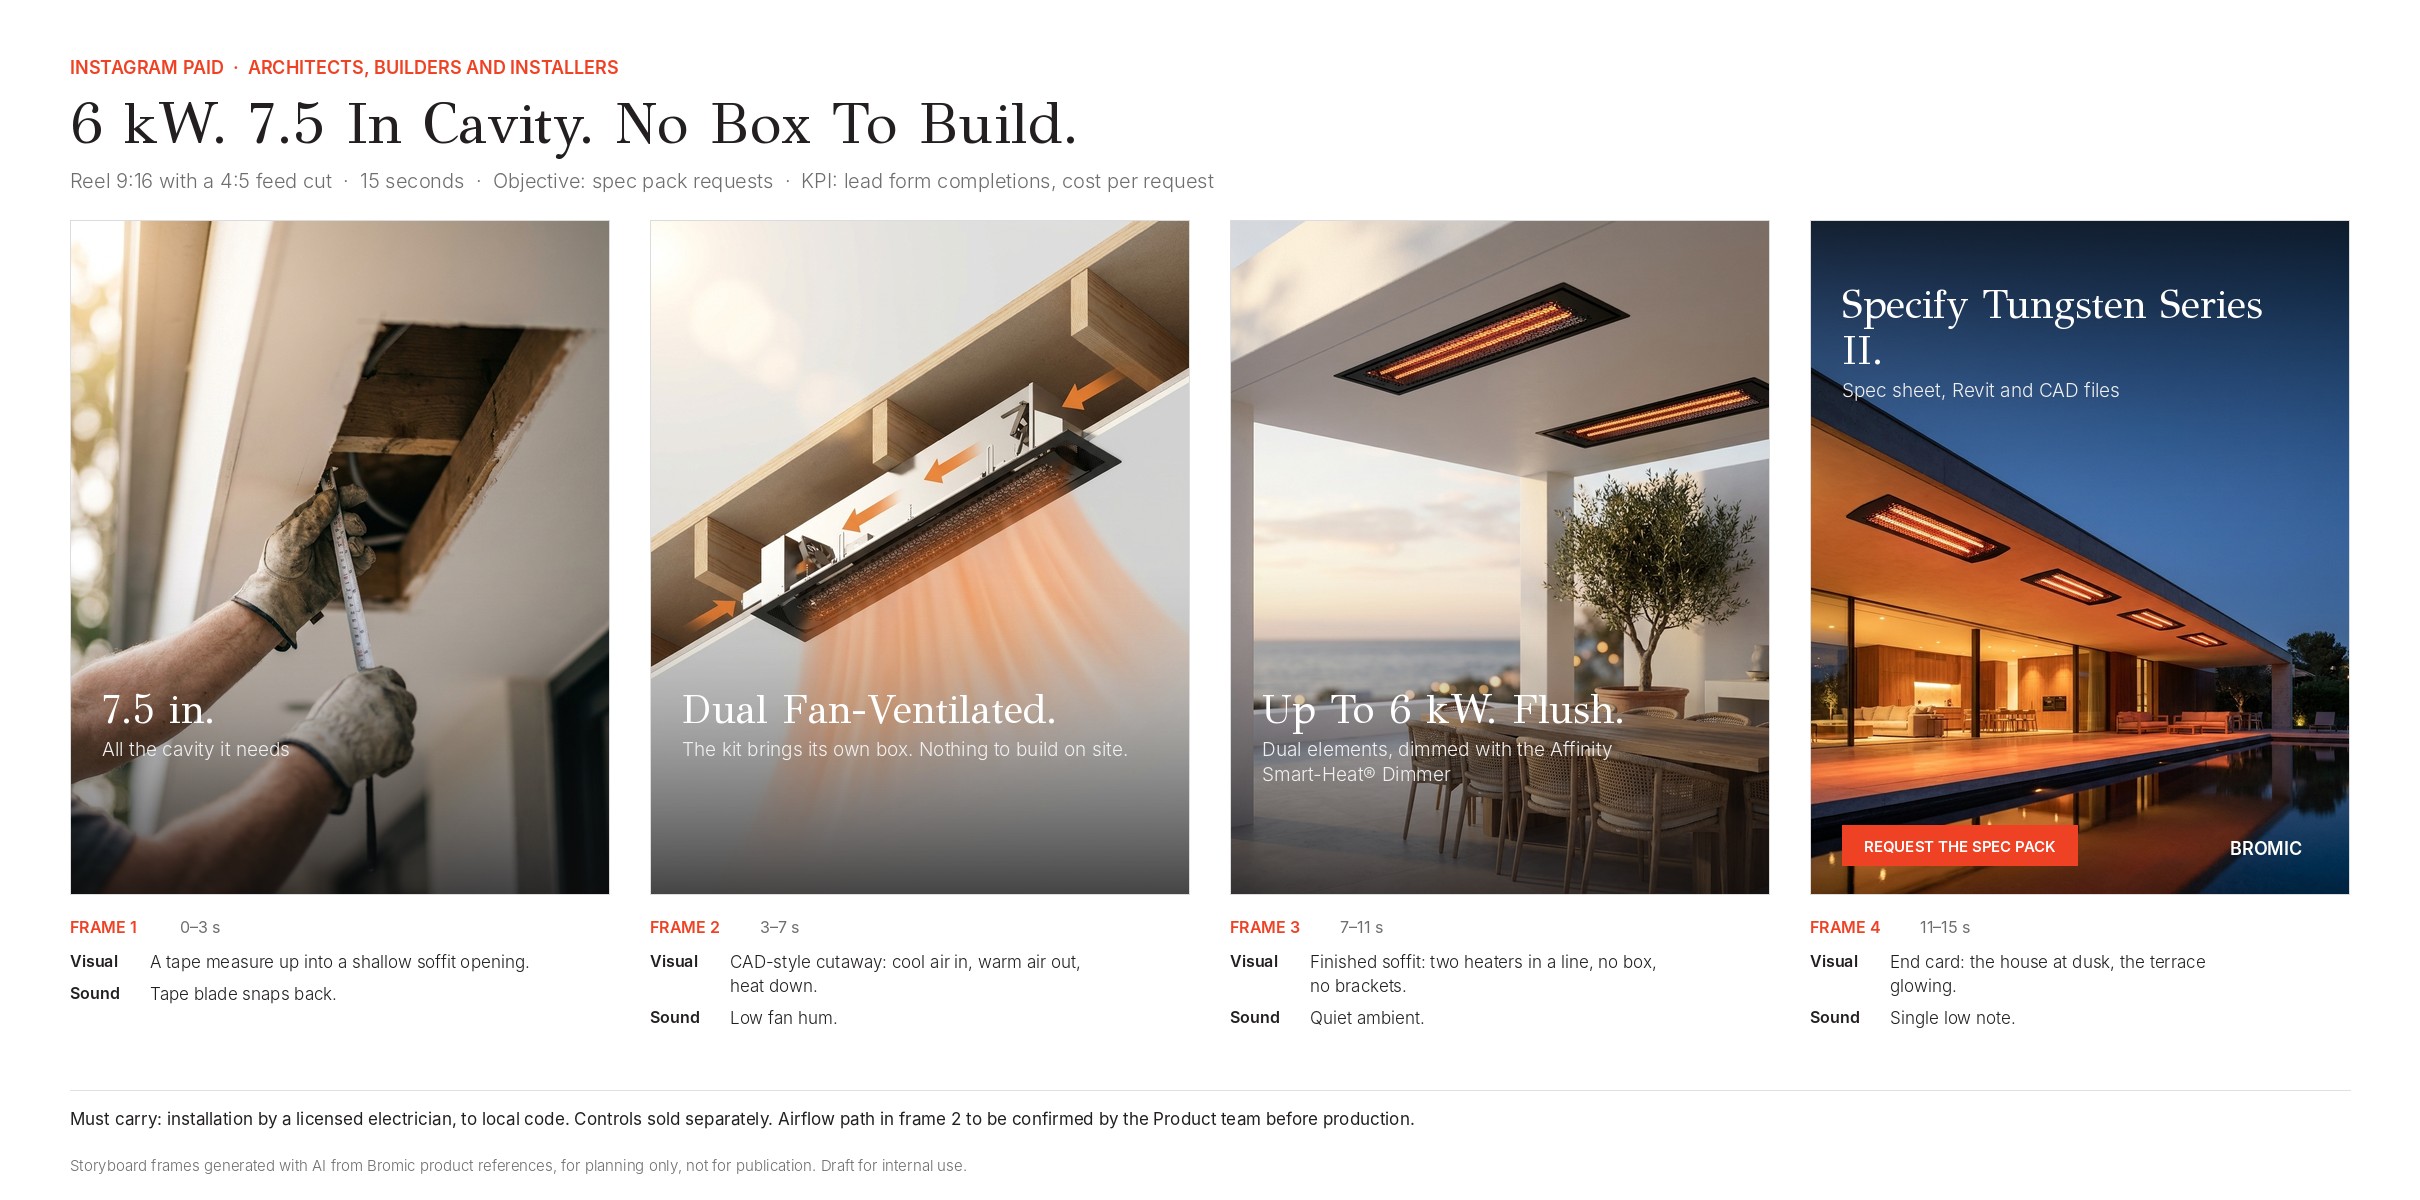 INSTAGRAM PAID · ARCHITECTS, BUILDERS AND INSTALLERS
6 kW. 7.5 In Cavity. No Box To Build.
Reel 9:16 with a 4:5 feed cut · 15 seconds · Objective: spec pack requests · KPI: lead form completions, cost per request
7.5 in.
All the cavity it needs
FRAME 1 0–3 s
Visual A tape measure up into a shallow soffit opening.
Sound Tape blade snaps back.
Dual Fan-Ventilated.
The kit brings its own box. Nothing to build on site.
FRAME 2 3–7 s
Visual CAD-style cutaway: cool air in, warm air out,
heat down.
Sound Low fan hum.
Up To 6 kW. Flush.
Dual elements, dimmed with the Affinity
Smart-Heat® Dimmer
FRAME 3 7–11 s
Visual Finished soffit: two heaters in a line, no box,
no brackets.
Sound Quiet ambient.
Specify Tungsten Series
II.
Spec sheet, Revit and CAD files
REQUEST THE SPEC PACK
BROMIC
FRAME 4 11–15 s
Visual End card: the house at dusk, the terrace
glowing.
Sound Single low note.
Must carry: installation by a licensed electrician, to local code. Controls sold separately. Airflow path in frame 2 to be confirmed by the Product team before production.
Storyboard frames generated with AI from Bromic product references, for planning only, not for publication. Draft for internal use.